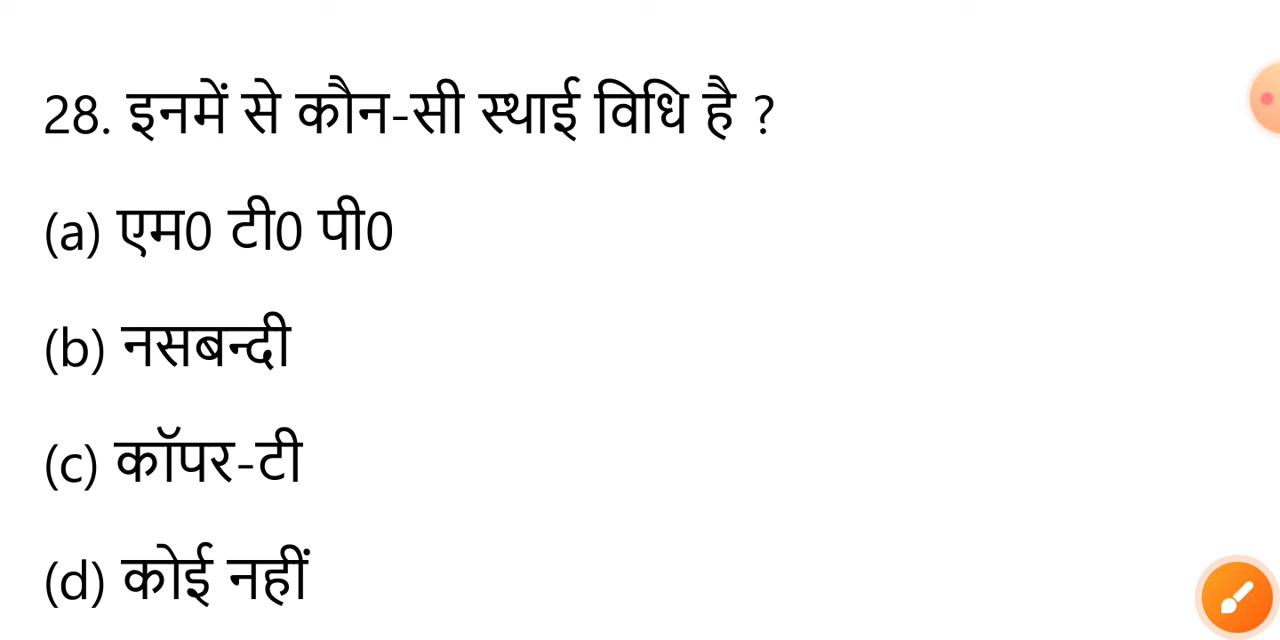 28. इनमें से कौन-सी स्थाई विधि है ?
(a) एम0 टी0 पी0
(b) नसबन्दी
(c) कॉपर-टी
(d) कोई नहीं